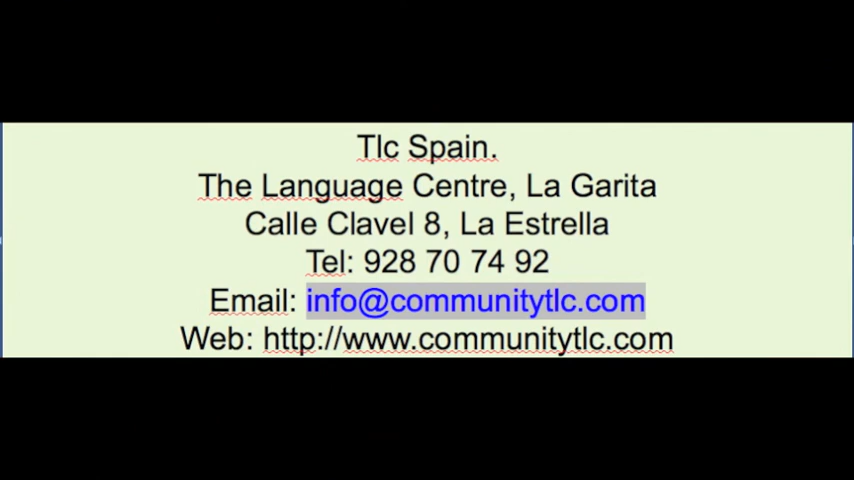 Tlc Spain.
The Language Centre, La Garita
Calle Clavel 8, La Estrella
Tel: 928 70 74 92
Email: info@communitytlc.com
Web: http://www.communitytlc.com